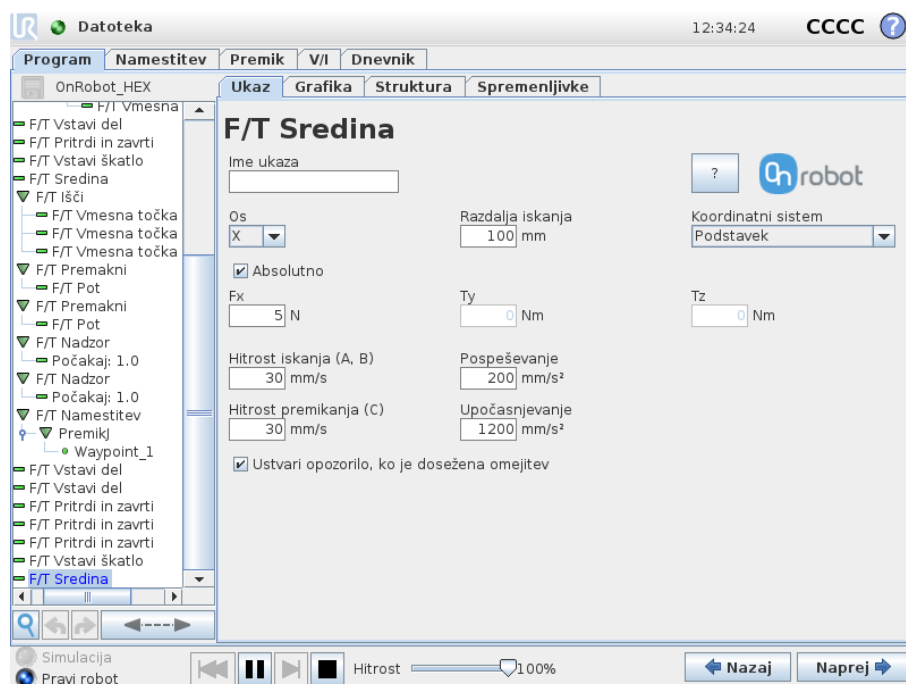 UR Datoteka 12:34:24 CCCC ?
Program Namestitev Premik V/I Dnevnik
OnRobot_HEX
Ukaz Grafika Struktura Spremenljivke
F/T Vmesna
F/T Vstavi del
F/T Pritrdi in zavrti
F/T Vstavi škatlo
F/T Sredina
F/T Išči
F/T Vmesna točka
F/T Vmesna točka
F/T Vmesna točka
F/T Premakni
F/T Pot
F/T Premakni
F/T Pot
F/T Nadzor
Počakaj: 1.0
F/T Nadzor
Počakaj: 1.0
F/T Namestitev
PremikJ
Waypoint_1
F/T Vstavi del
F/T Vstavi del
F/T Pritrdi in zavrti
F/T Pritrdi in zavrti
F/T Pritrdi in zavrti
F/T Vstavi škatlo
F/T Sredina
F/T Sredina
Ime ukaza
? On robot
Os Razdalja iskanja Koordinatni sistem
X 100 mm Podstavek
Absolutno
Fx Ty Tz
5 N 0 Nm 0 Nm
Hitrost iskanja (A, B) Pospeševanje
30 mm/s 200 mm/s²
Hitrost premikanja (C) Upočasnjevanje
30 mm/s 1200 mm/s²
Ustvari opozorilo, ko je dosežena omejitev
Simulacija
Pravi robot
Hitrost 100% Nazaj Naprej